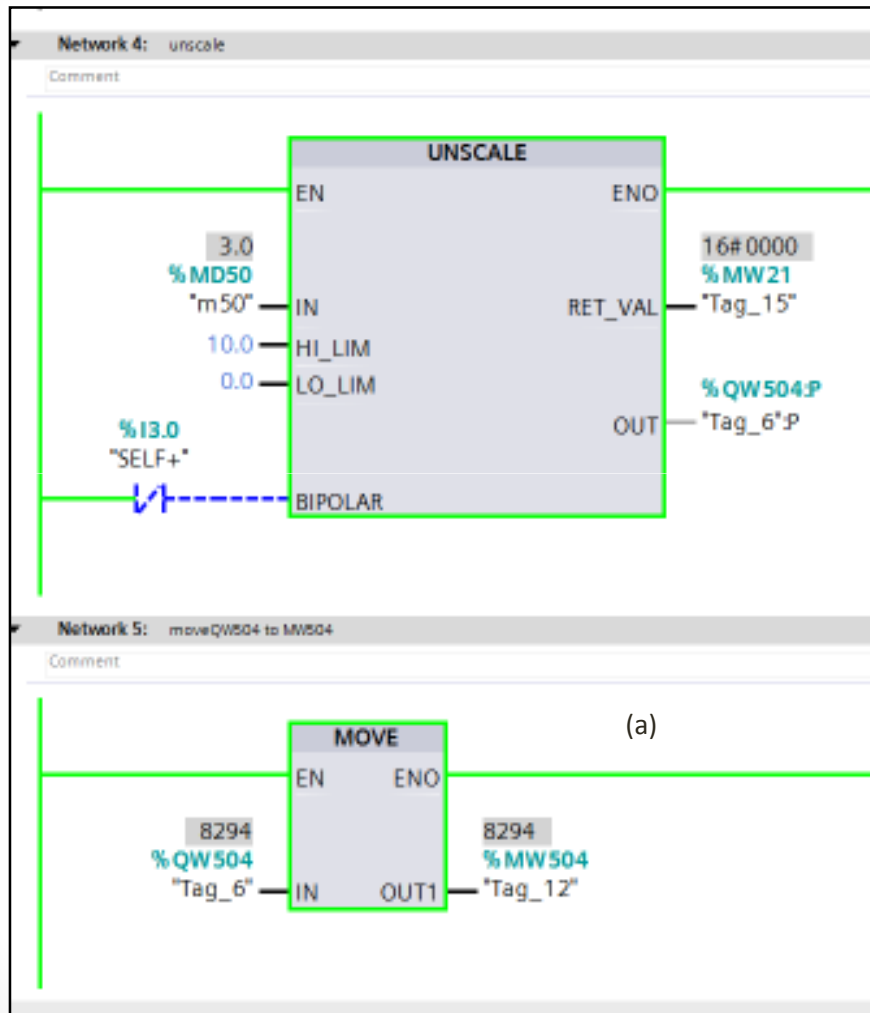 Network 4: unscale
Comment
UNSCALE
EN ENO
3.0 16#0000
%MD50 %MW21
"m50" IN RET_VAL "Tag_15"
10.0 HI_LIM
0.0 LO_LIM %QW504:P
%I3.0 OUT "Tag_6":P
"SELF+"
BIPOLAR
Network 5: moveQW504 to MW504
Comment
(a)
MOVE
EN ENO
8294 8294
%QW504 %MW504
"Tag_6" IN OUT1 "Tag_12"